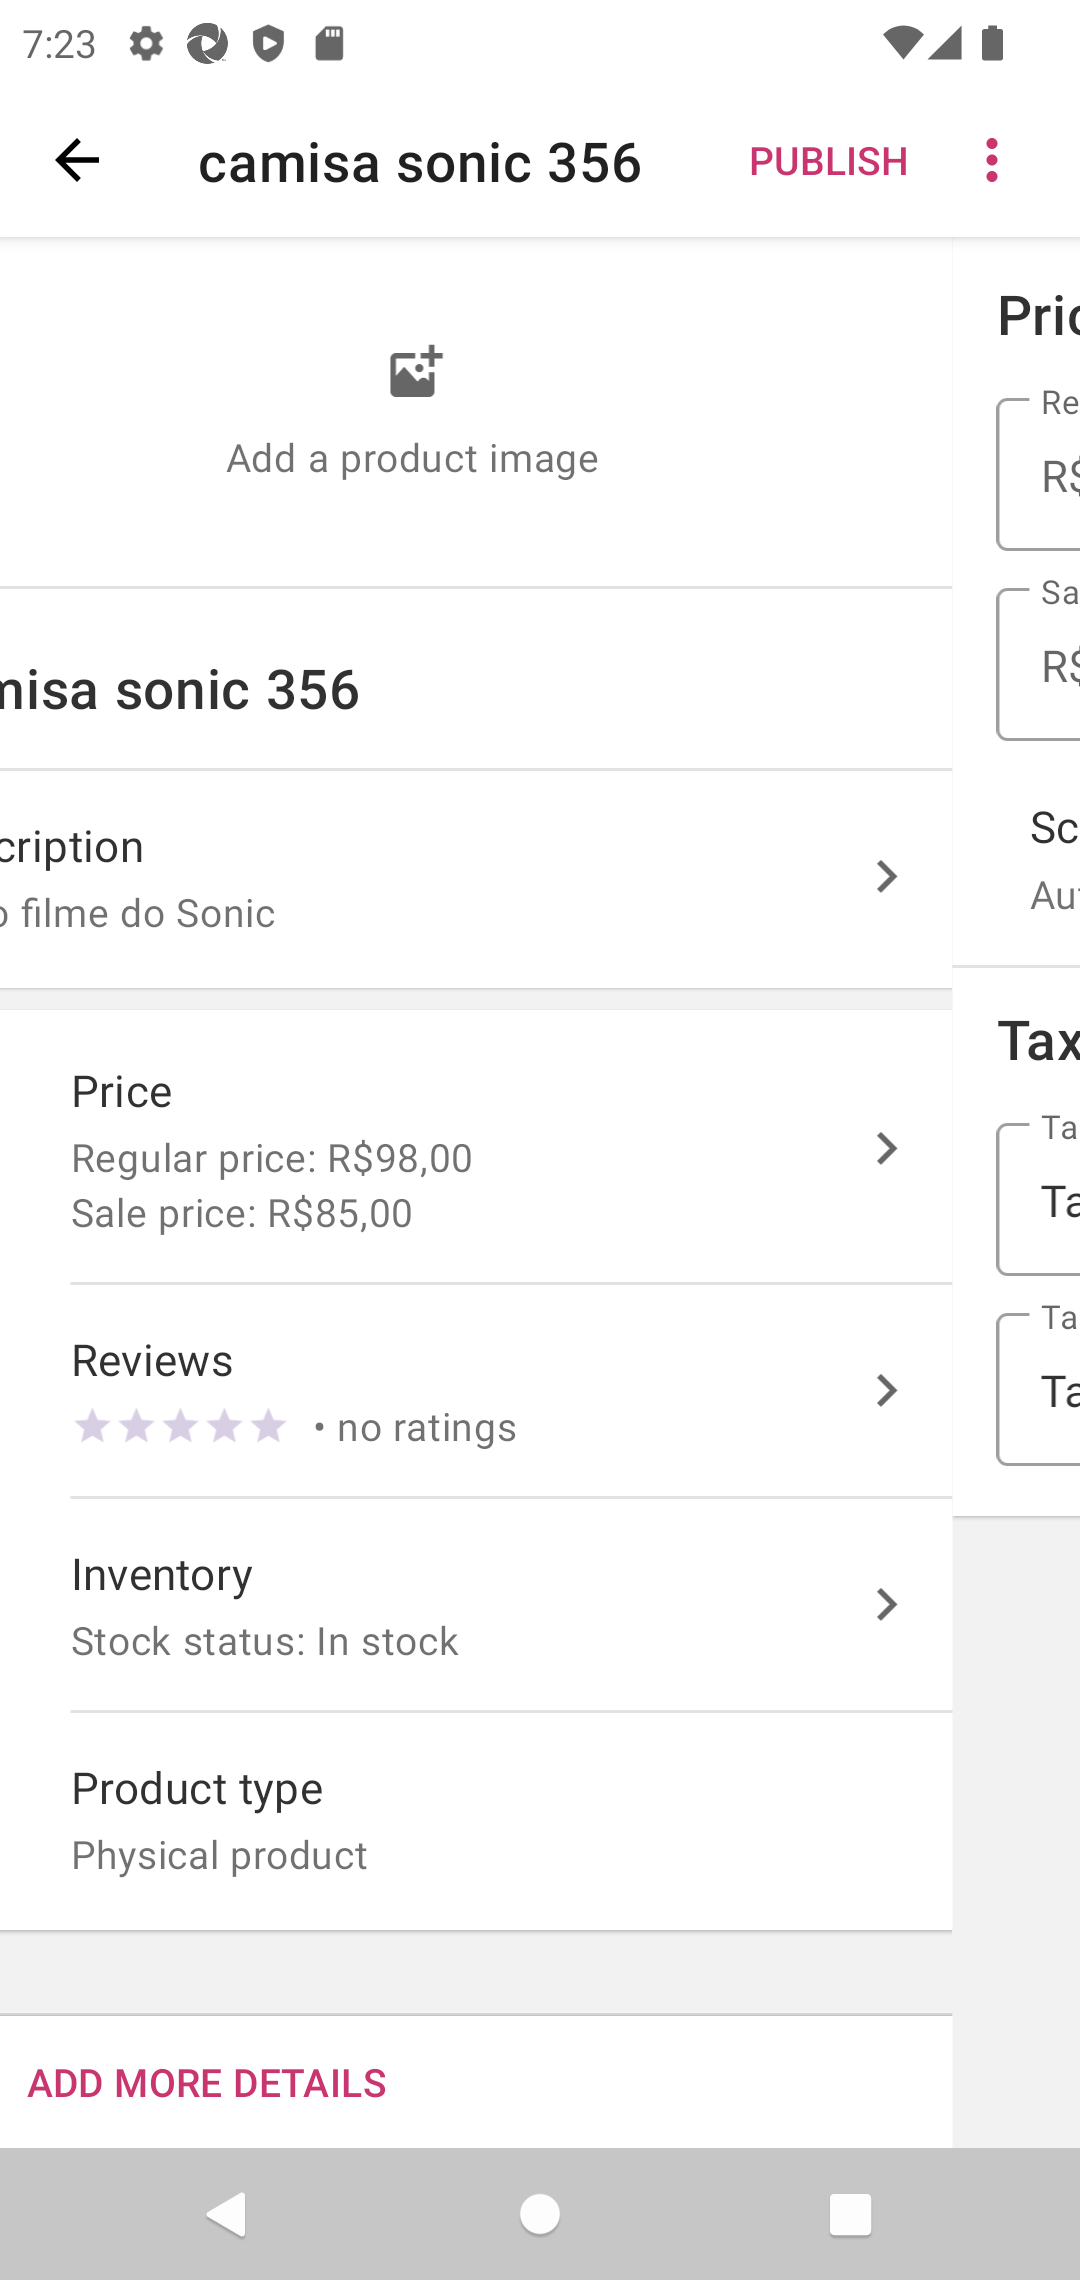 7:23
camisa sonic 356
PUBLISH
Add a product image
misa sonic 356
cription
o filme do Sonic
Price
Regular price: R$98,00
Sale price: R$85,00
Reviews
• no ratings
Inventory
Stock status: In stock
Product type
Physical product
ADD MORE DETAILS
Pric
Re
R$
Sa
R$
Sc
Aut
Tax
Ta
Ta
Ta
Ta